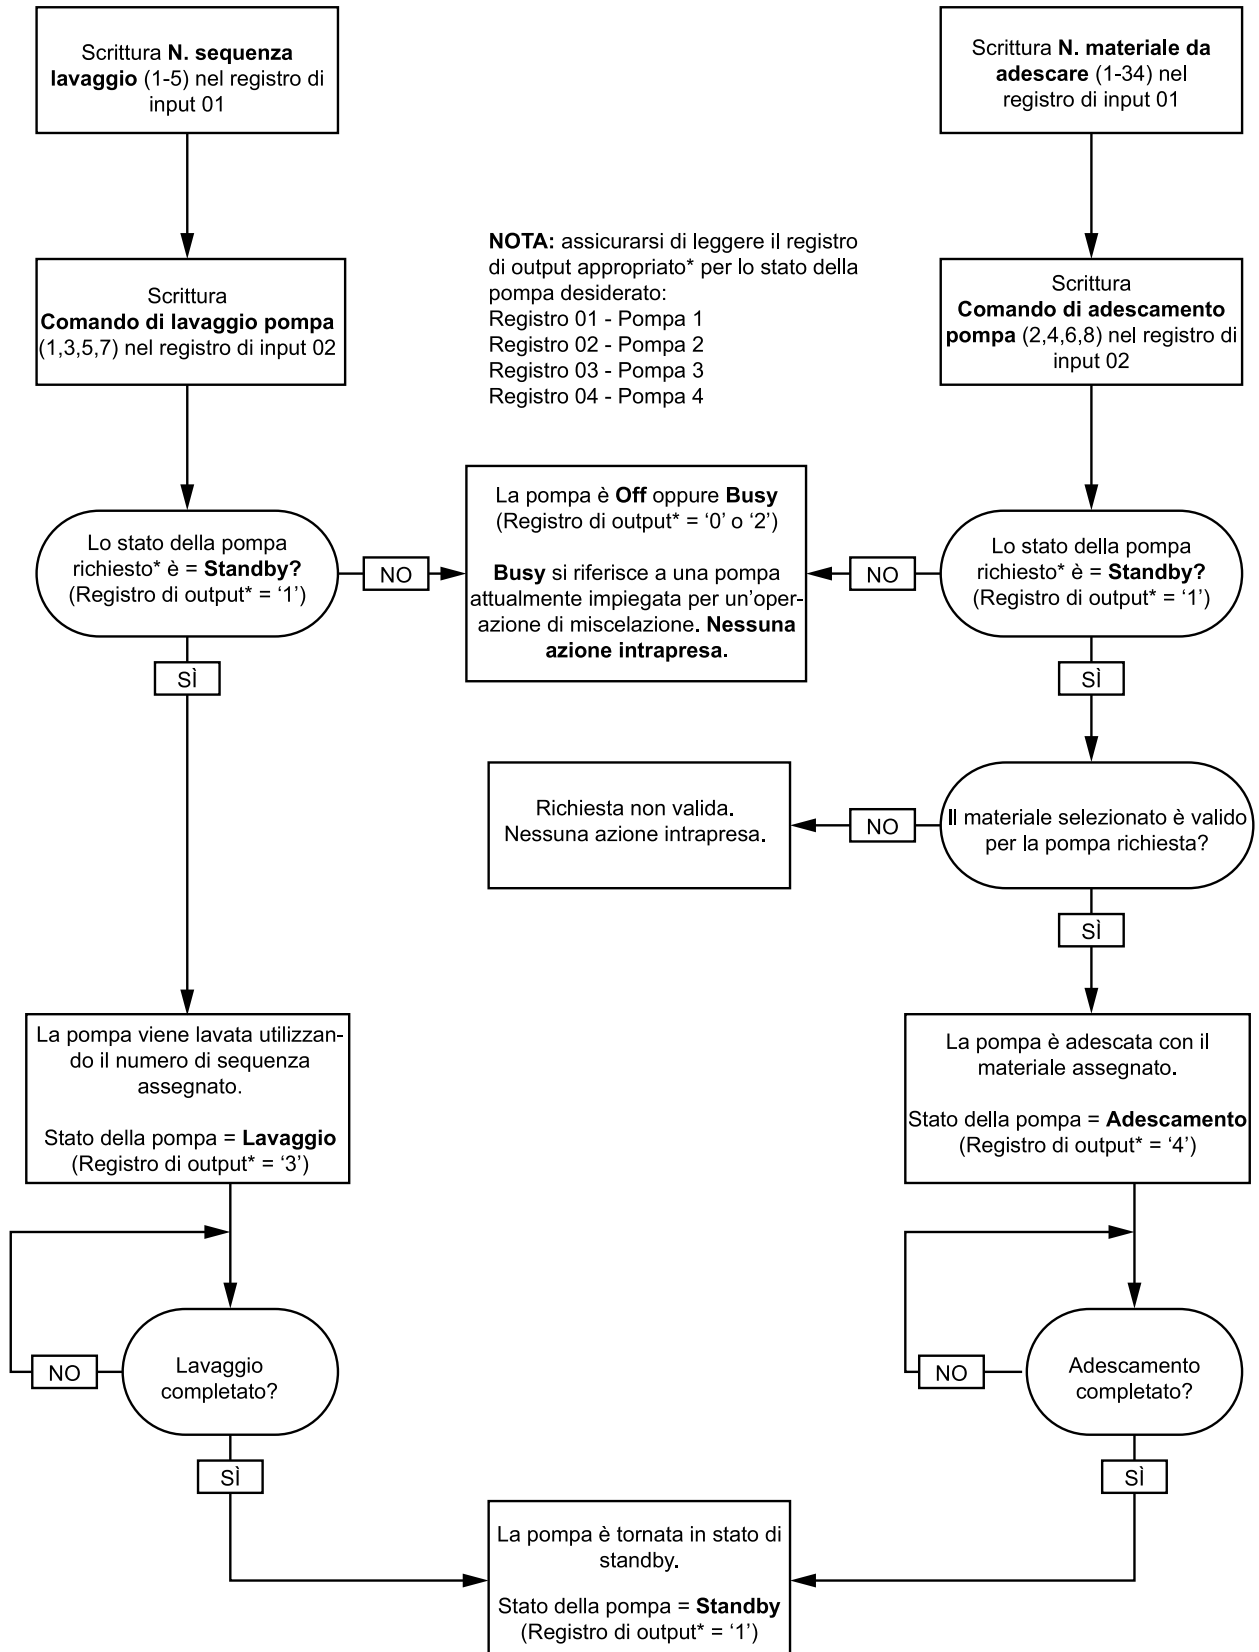 Scrittura N. sequenza
lavaggio (1-5) nel registro di
input 01
Scrittura N. materiale da
adescare (1-34) nel
registro di input 01
NOTA: assicurarsi di leggere il registro
di output appropriato* per lo stato della
pompa desiderato:
Registro 01 - Pompa 1
Registro 02 - Pompa 2
Registro 03 - Pompa 3
Registro 04 - Pompa 4
Scrittura
Comando di lavaggio pompa
(1,3,5,7) nel registro di input 02
Scrittura
Comando di adescamento
pompa (2,4,6,8) nel registro di
input 02
Lo stato della pompa
richiesto* è = Standby?
(Registro di output* = ‘1’)
NO
La pompa è Off oppure Busy
(Registro di output* = ‘0’ o ‘2’)
Busy si riferisce a una pompa
attualmente impiegata per un’oper-
azione di miscelazione. Nessuna
azione intrapresa.
NO
Lo stato della pompa
richiesto* è = Standby?
(Registro di output* = ‘1’)
SÌ
SÌ
Richiesta non valida.
Nessuna azione intrapresa.
NO
Il materiale selezionato è valido
per la pompa richiesta?
SÌ
La pompa viene lavata utilizzan-
do il numero di sequenza
assegnato.
Stato della pompa = Lavaggio
(Registro di output* = ‘3’)
La pompa è adescata con il
materiale assegnato.
Stato della pompa = Adescamento
(Registro di output* = ‘4’)
NO
Lavaggio
completato?
NO
Adescamento
completato?
SÌ
SÌ
La pompa è tornata in stato di
standby.
Stato della pompa = Standby
(Registro di output* = ‘1’)